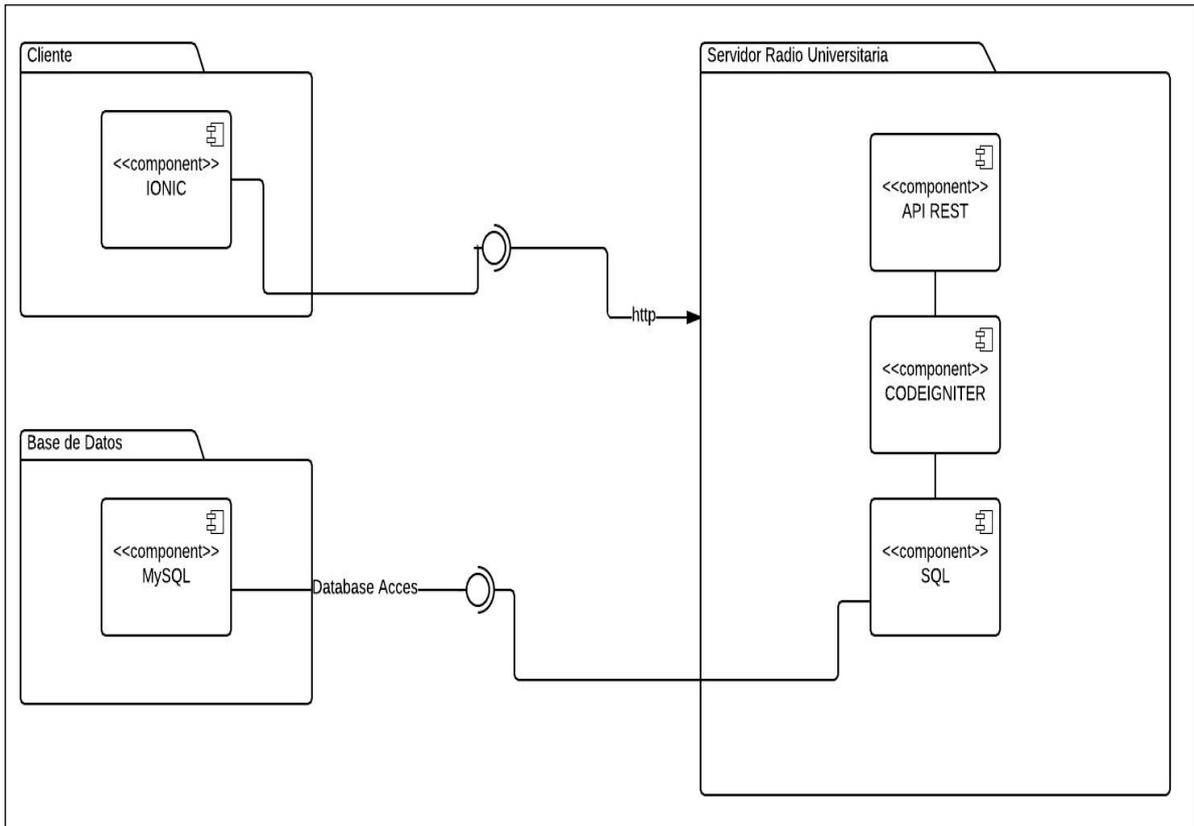 Cliente
<<component>>
IONIC
Servidor Radio Universitaria
<<component>>
API REST
http
<<component>>
CODEIGNITER
Base de Datos
<<component>>
MySQL
Database Acces
<<component>>
SQL